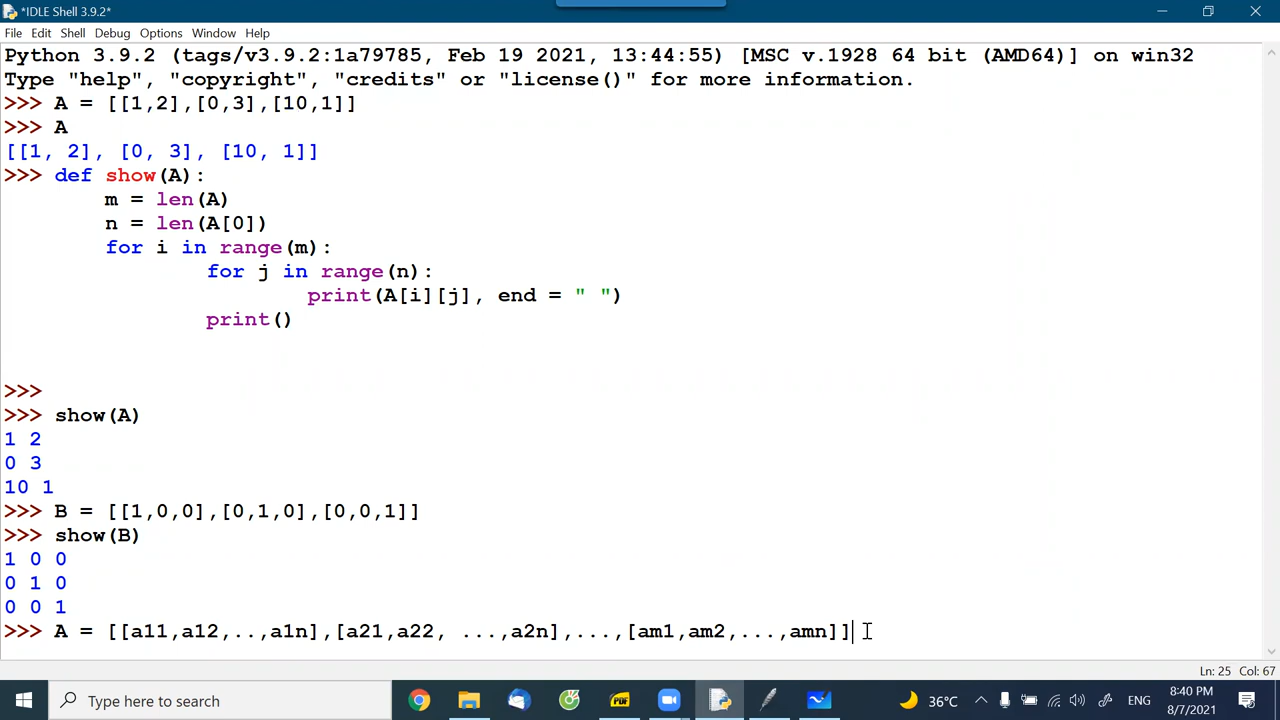 *IDLE Shell 3.9.2*
File Edit Shell Debug Options Window Help
Python 3.9.2 (tags/v3.9.2:1a79785, Feb 19 2021, 13:44:55) [MSC v.1928 64 bit (AMD64)] on win32
Type "help", "copyright", "credits" or "license()" for more information.
>>> A = [[1,2],[0,3],[10,1]]
>>> A
[[1, 2], [0, 3], [10, 1]]
>>> def show(A):
m = len(A)
n = len(A[0])
for i in range(m):
for j in range(n):
print(A[i][j], end = " ")
print()
>>>
>>> show(A)
1 2
0 3
10 1
>>> B = [[1,0,0],[0,1,0],[0,0,1]]
>>> show(B)
1 0 0
0 1 0
0 0 1
>>> A = [[a11,a12,..,a1n],[a21,a22, ...,a2n],...,[am1,am2,...,amn]]
Ln: 25 Col: 67
Type here to search
PDF
36°C
ENG
8:40 PM
8/7/2021